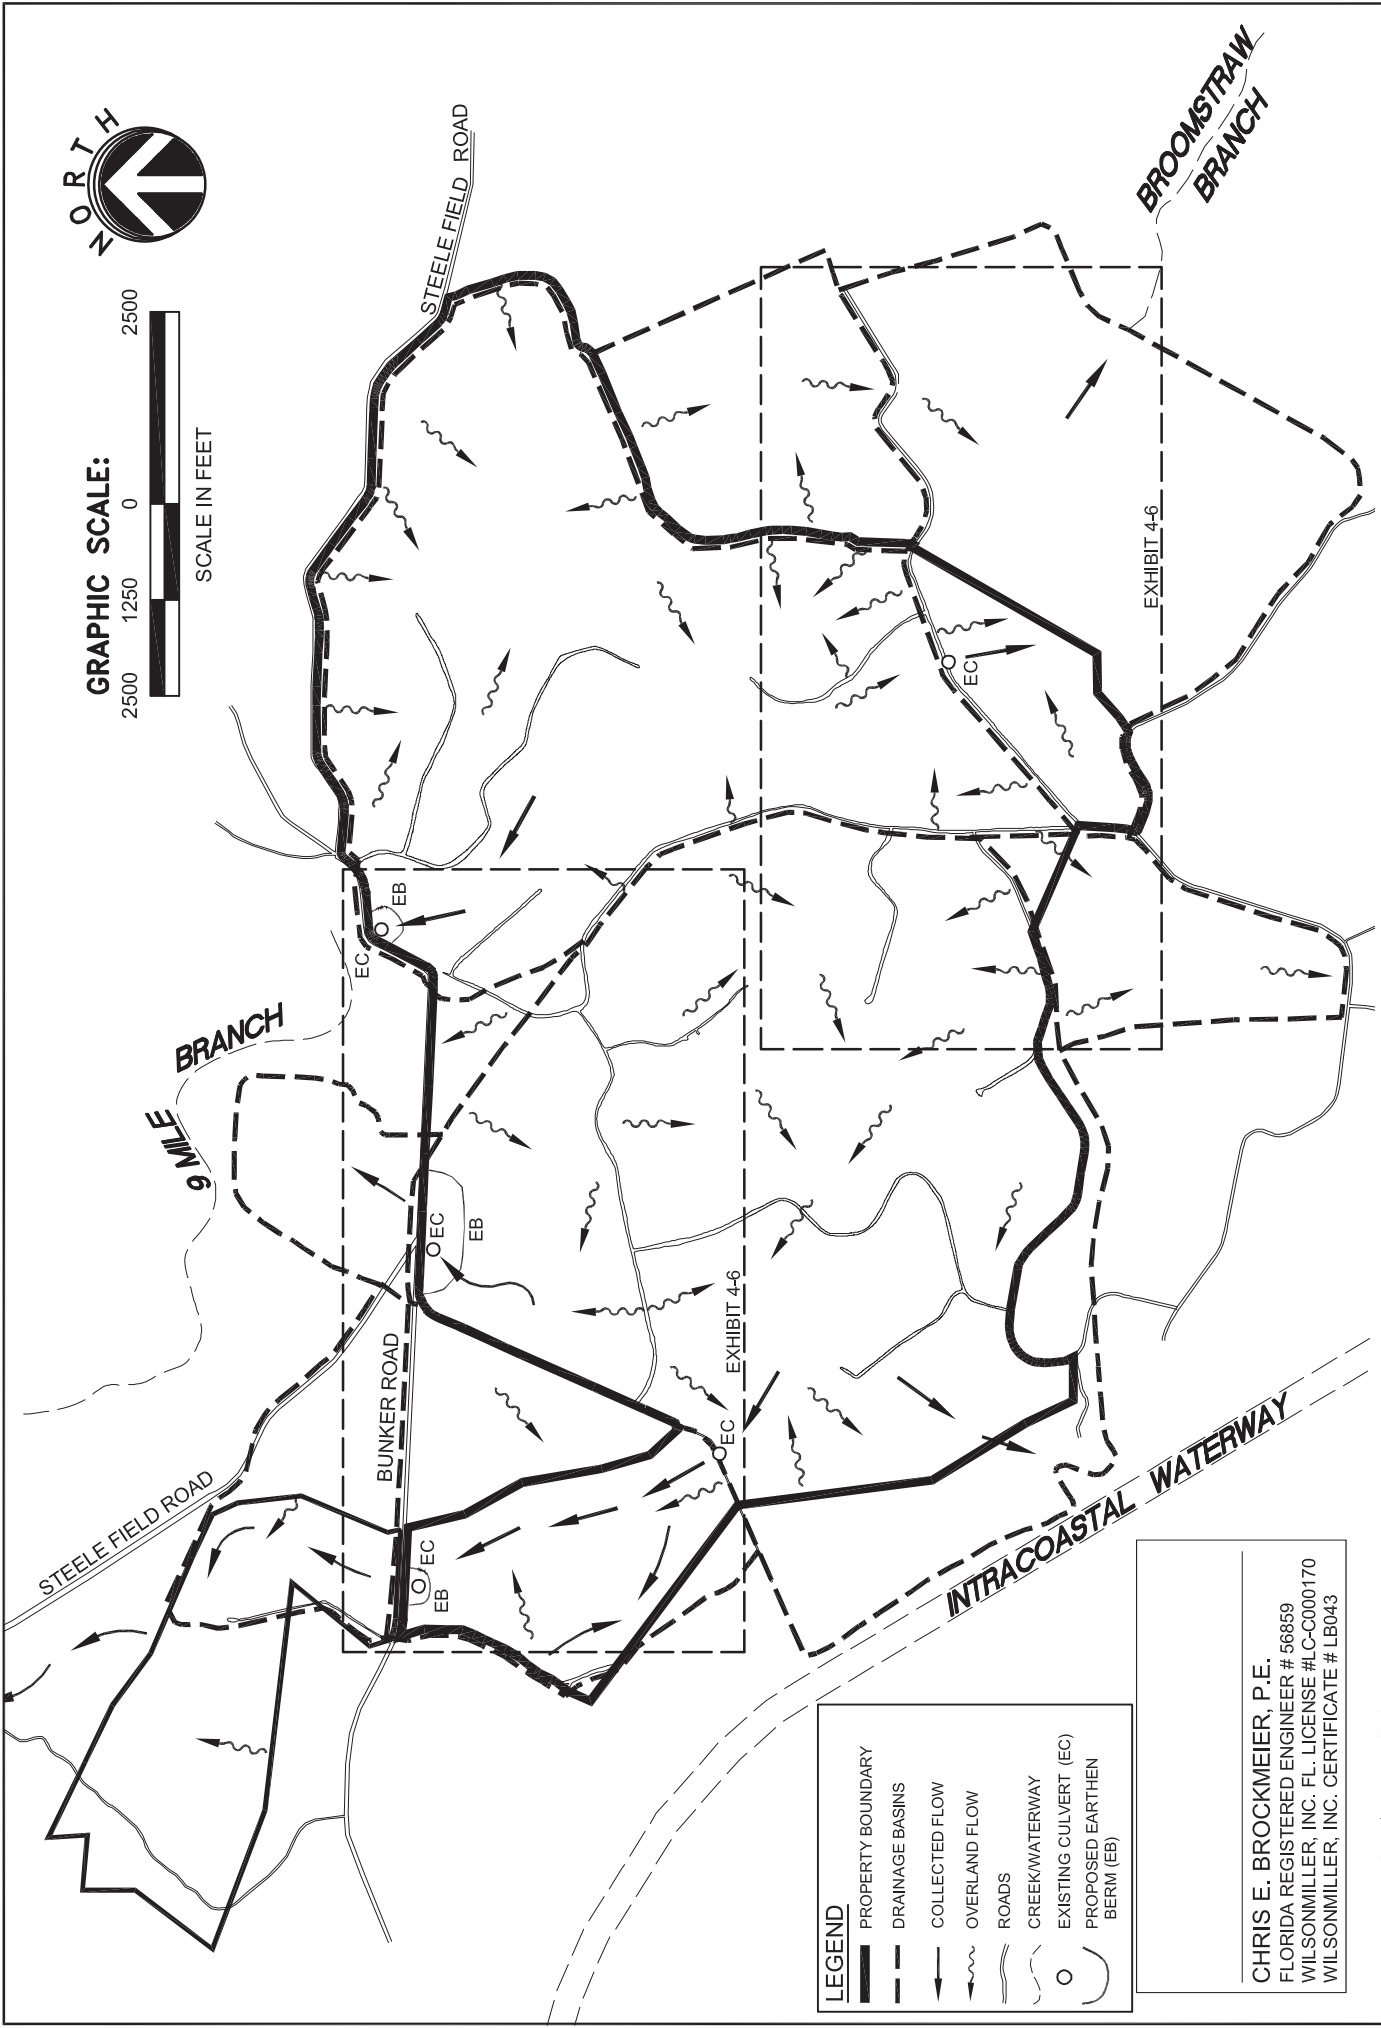 NORTH
GRAPHIC SCALE:
2500 1250 0 2500
SCALE IN FEET
STEELE FIELD ROAD
BROOMSTRAW
BRANCH
9 MILE BRANCH
STEELE FIELD ROAD
BUNKER ROAD
EC
EB
EC
EB
EC
EB
EC
EC
EXHIBIT 4-6
EXHIBIT 4-6
INTRACOASTAL WATERWAY
LEGEND
PROPERTY BOUNDARY
DRAINAGE BASINS
COLLECTED FLOW
OVERLAND FLOW
ROADS
CREEK/WATERWAY
EXISTING CULVERT (EC)
PROPOSED EARTHEN
BERM (EB)
CHRIS E. BROCKMEIER, P.E.
FLORIDA REGISTERED ENGINEER # 56859
WILSONMILLER, INC. FL. LICENSE #LC-C000170
WILSONMILLER, INC. CERTIFICATE # LB043